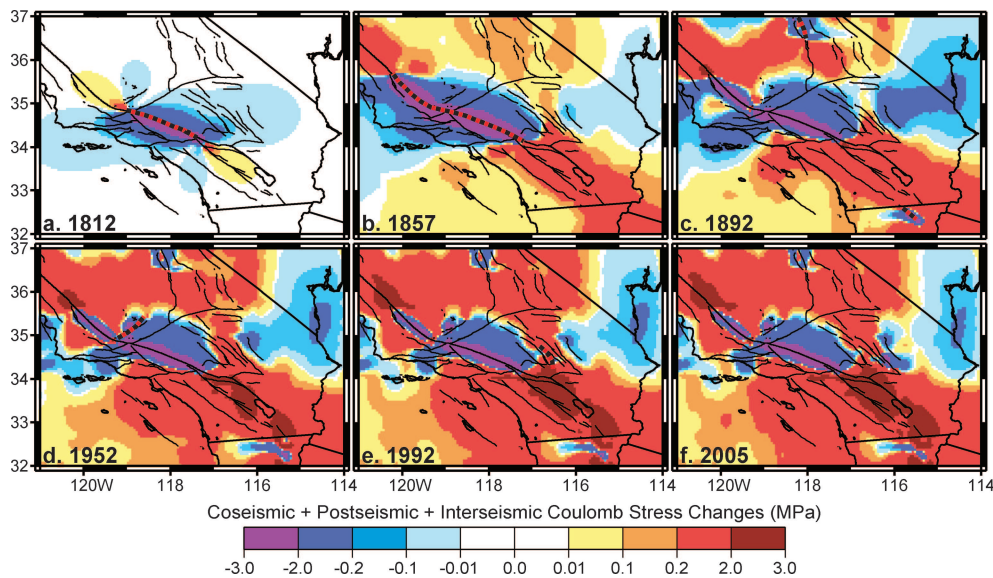 37
36
35
34
33
32
a. 1812
b. 1857
c. 1892
37
36
35
34
33
32
d. 1952
e. 1992
f. 2005
120W 118 116 114 120W 118 116 114 120W 118 116 114
Coseismic + Postseismic + Interseismic Coulomb Stress Changes (MPa)
-3.0 -2.0 -0.2 -0.1 -0.01 0.0 0.01 0.1 0.2 2.0 3.0